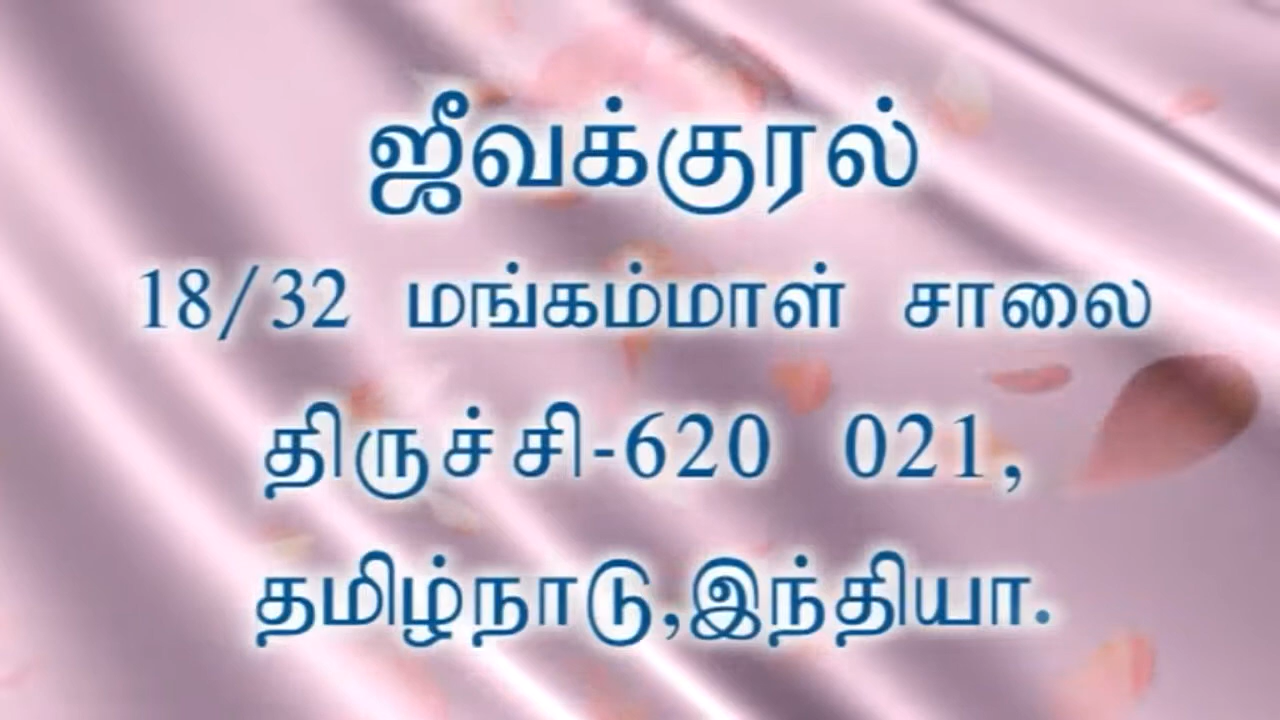 ஜீவக்குரல்
18/32 மங்கம்மாள் சாலை
திருச்சி-620 021,
தமிழ்நாடு,இந்தியா.